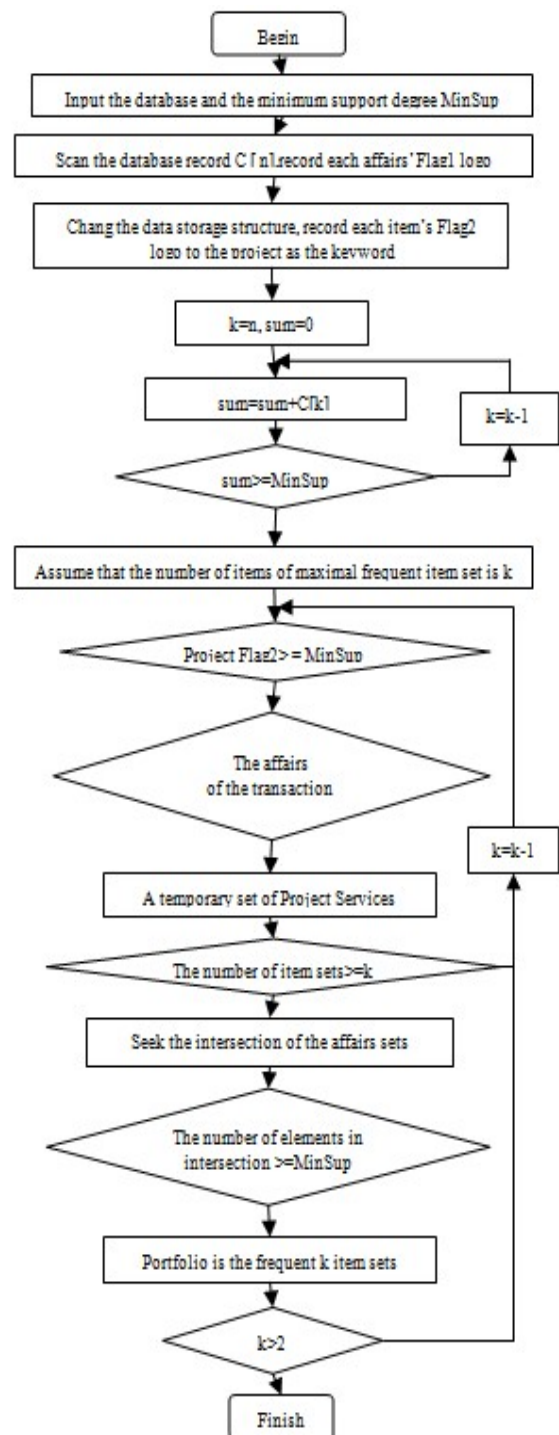 Begin
Input the database and the minimum support degree MinSup
Scan the database record C[n],record each affairs' Flag1 logo
Chang the data storage structure, record each item's Flag2
logo to the project as the keyword
k=n, sum=0
sum=sum+C[k]
k=k-1
sum>=MinSup
Assume that the number of items of maximal frequent item set is k
Project Flag2>= MinSup
The affairs
of the transaction
k=k-1
A temporary set of Project Services
The number of item sets>=k
Seek the intersection of the affairs sets
The number of elements in
intersection >=MinSup
Portfolio is the frequent k item sets
k>2
Finish